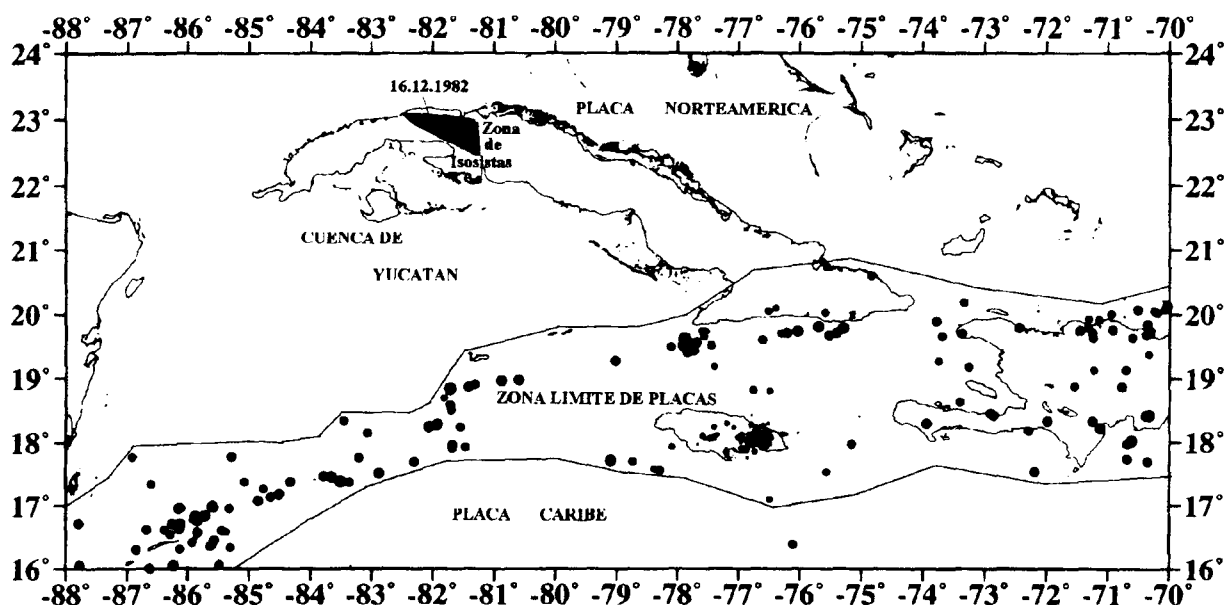 -88 -87° -86° -85° -84° -83° -82° -81° -80° -79° -78° -77° -76° -75° -74° -73° -72° -71° -70°
24° 24°
16.12.1982
PLACA NORTEAMERICA
23° 23°
Zona
de
Isosistas
22° 22°
CUENCA DE
21° 21°
YUCATAN
20° 20°
19° 19°
ZONA LIMITE DE PLACAS
18° 18°
17° 17°
PLACA CARIBE
16° 16°
-88 -87° -86° -85° -84° -83° -82° -81° -80° -79° -78° -77° -76° -75° -74° -73° -72° -71° -70°